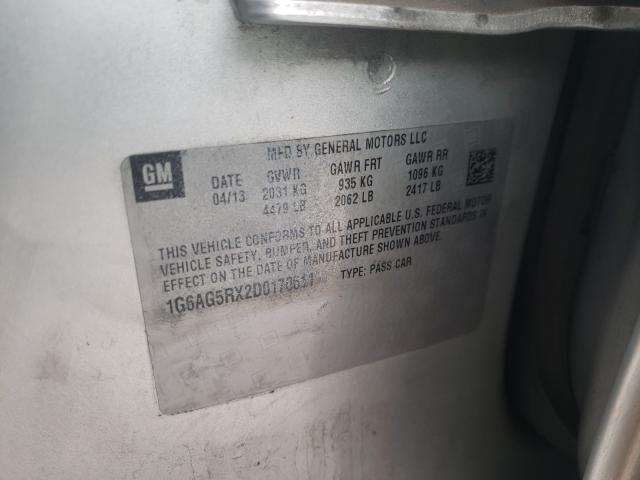 MFD BY GENERAL MOTORS LLC
GM
DATE GVWR GAWR FRT GAWR RR
04/13 2031 KG 935 KG 1096 KG
4479 LB 2062 LB 2417 LB
THIS VEHICLE CONFORMS TO ALL APPLICABLE U.S. FEDERAL MOTOR
VEHICLE SAFETY, BUMPER, AND THEFT PREVENTION STANDARDS IN
EFFECT ON THE DATE OF MANUFACTURE SHOWN ABOVE.
TYPE: PASS CAR